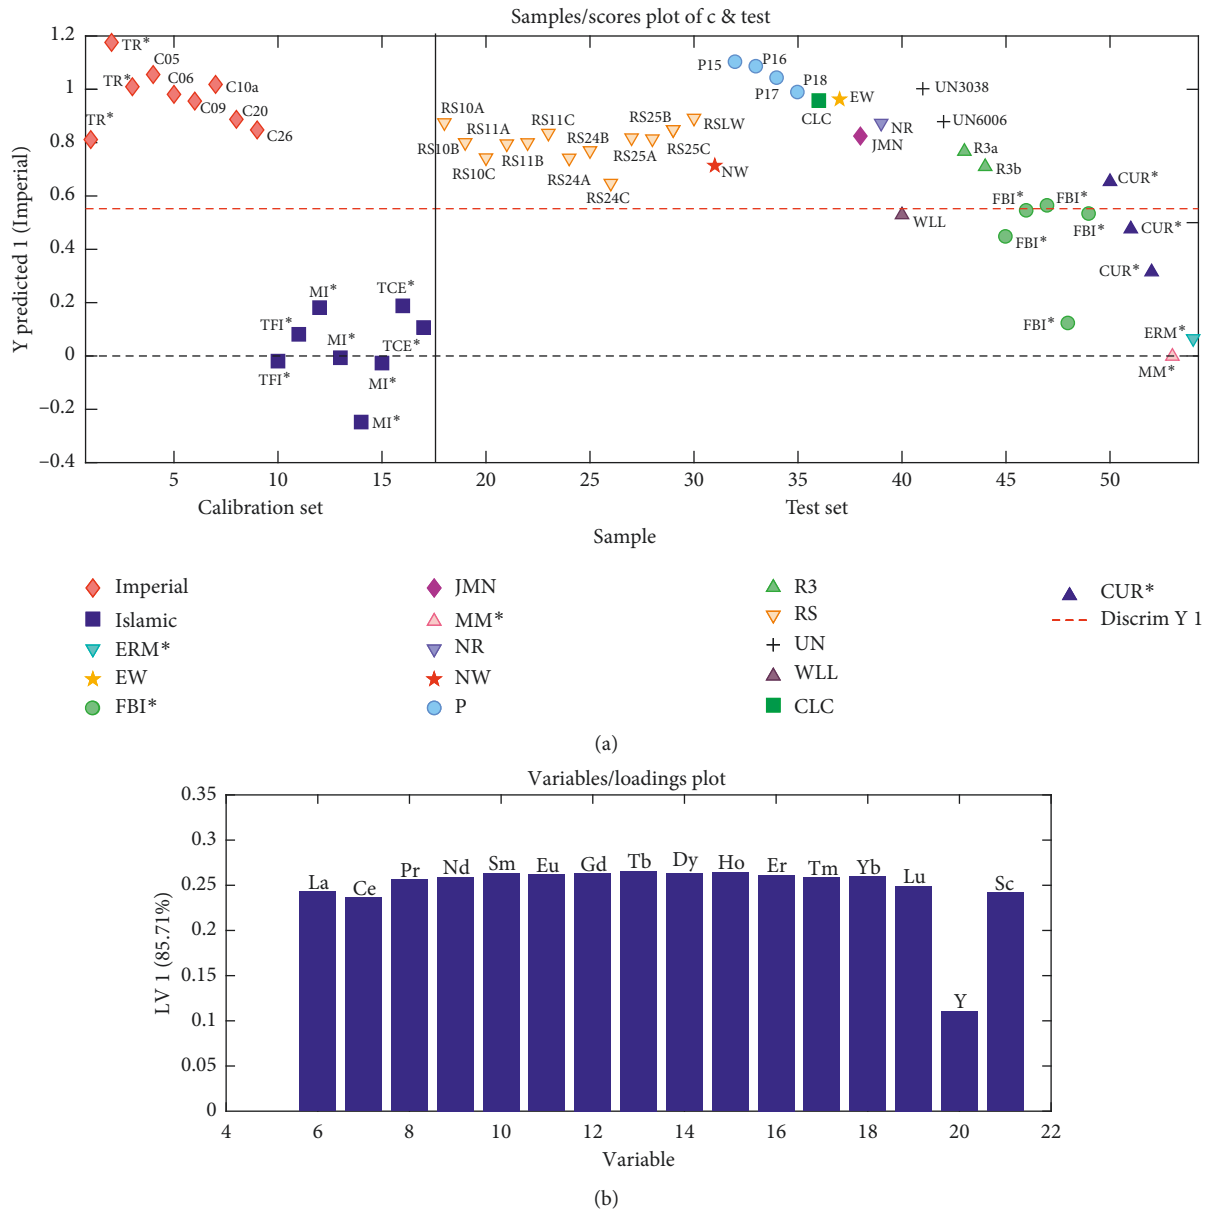 Samples/scores plot of c & test
Y predicted 1 (Imperial)
1.2
1
0.8
0.6
0.4
0.2
0
−0.2
−0.4
TR*
TR*
TR*
C05
C06
C09
C10a
C20
C26
TFI*
TFI*
MI*
MI*
MI*
MI*
TCE*
TCE*
RS10A
RS10B
RS10C
RS11A
RS11B
RS11C
RS24A
RS24B
RS24C
RS25A
RS25B
RS25C
RSLW
NW
P15
P16
P17
P18
CLC
EW
JMN
NR
WLL
UN3038
UN6006
R3a
R3b
FBI*
FBI*
FBI*
FBI*
FBI*
CUR*
CUR*
CUR*
MM*
ERM*
5 10 15 20 25 30 35 40 45 50
Calibration set Test set
Sample
Imperial JMN R3 CUR*
Islamic MM* RS Discrim Y 1
ERM* NR UN
EW NW WLL
FBI* P CLC
(a)
Variables/loadings plot
LV 1 (85.71%)
0.35
0.3
0.25
0.2
0.15
0.1
0.05
0
La Ce Pr Nd Sm Eu Gd Tb Dy Ho Er Tm Yb Lu Y Sc
4 6 8 10 12 14 16 18 20 22
Variable
(b)